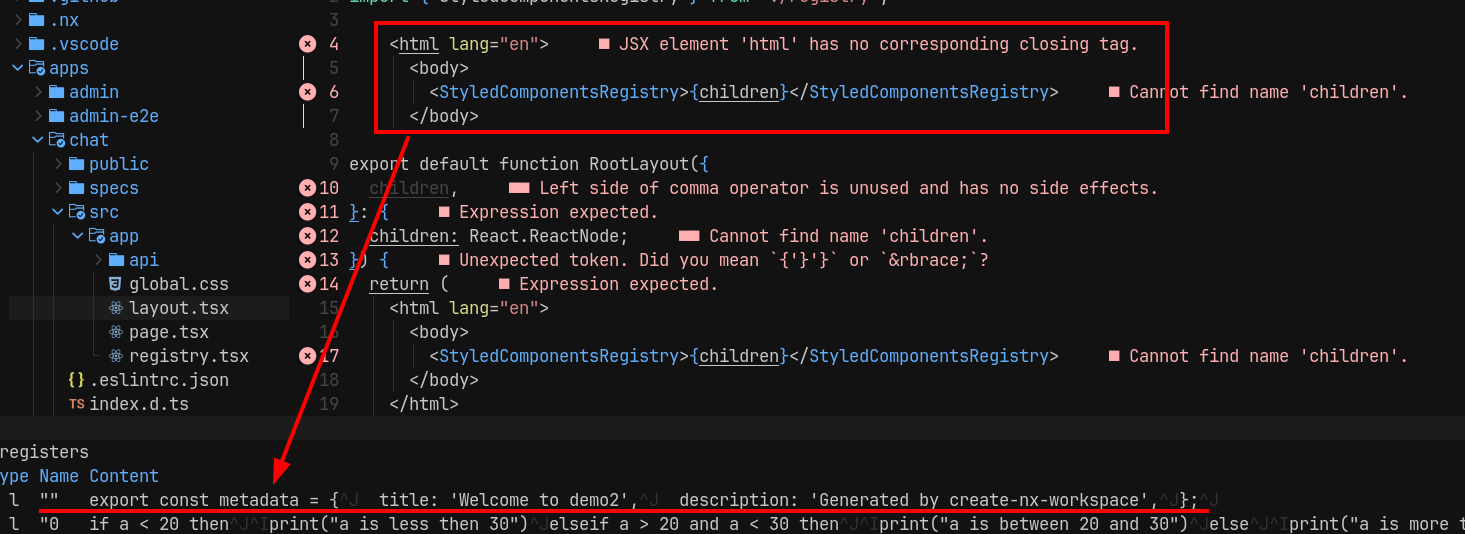 .github 2 import { StyledComponentsRegistry } from './registry';
.nx 3
.vscode 4 <html lang="en"> JSX element 'html' has no corresponding closing tag.
apps 5 <body>
admin 6 <StyledComponentsRegistry>{children}</StyledComponentsRegistry> Cannot find name 'children'.
admin-e2e 7 </body>
chat 8
public 9 export default function RootLayout({
specs 10 children, Left side of comma operator is unused and has no side effects.
src 11 }: { Expression expected.
app 12 children: React.ReactNode; Cannot find name 'children'.
api 13 }) { Unexpected token. Did you mean `{'}'}` or `&rbrace;`?
global.css 14 return ( Expression expected.
layout.tsx 15 <html lang="en">
page.tsx 16 <body>
registry.tsx 17 <StyledComponentsRegistry>{children}</StyledComponentsRegistry> Cannot find name 'children'.
{} .eslintrc.json 18 </body>
TS index.d.ts 19 </html>
registers
ype Name Content
l "" export const metadata = {^J title: 'Welcome to demo2',^J description: 'Generated by create-nx-workspace',^J};^J
l "0 if a < 20 then^J^Iprint("a is less then 30")^Jelseif a > 20 and a < 30 then^J^Iprint("a is between 20 and 30")^Jelse^J^Iprint("a is more t